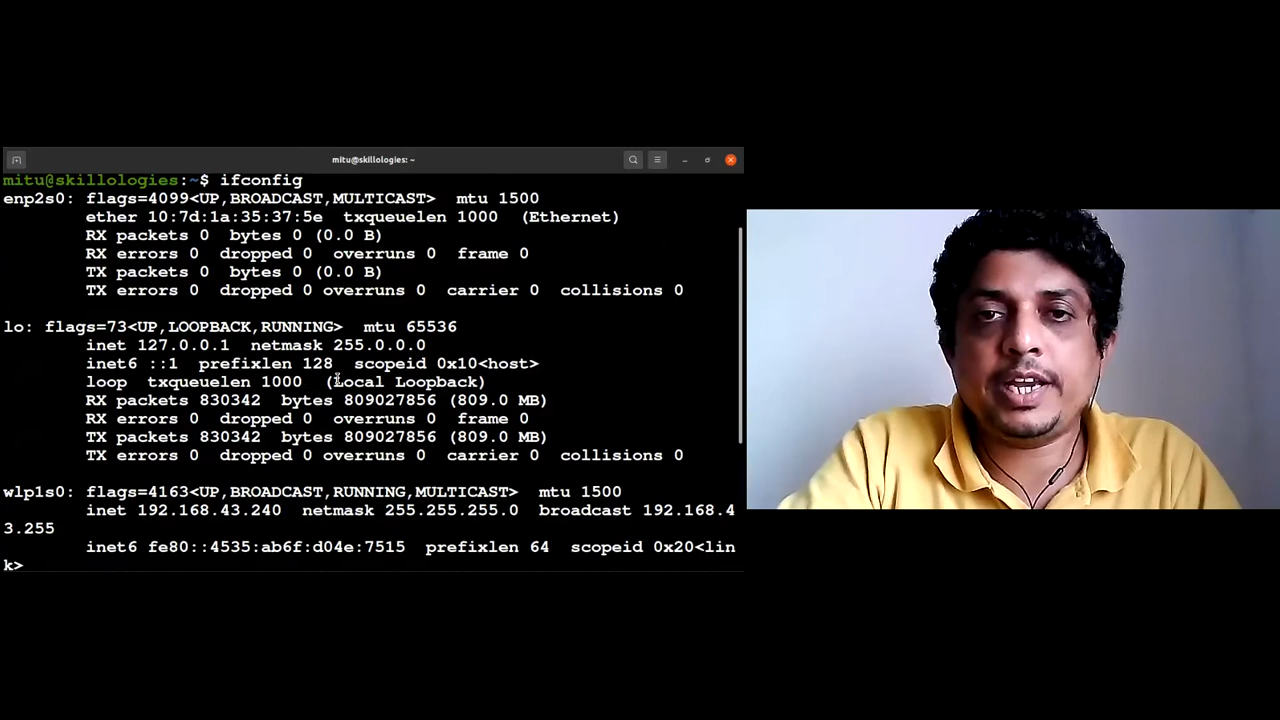 mitu@skillologies: ~
mitu@skillologies:~$ ifconfig
enp2s0: flags=4099<UP,BROADCAST,MULTICAST>  mtu 1500
        ether 10:7d:1a:35:37:5e  txqueuelen 1000  (Ethernet)
        RX packets 0  bytes 0 (0.0 B)
        RX errors 0  dropped 0  overruns 0  frame 0
        TX packets 0  bytes 0 (0.0 B)
        TX errors 0  dropped 0 overruns 0  carrier 0  collisions 0
lo: flags=73<UP,LOOPBACK,RUNNING>  mtu 65536
        inet 127.0.0.1  netmask 255.0.0.0
        inet6 ::1  prefixlen 128  scopeid 0x10<host>
        loop  txqueuelen 1000  (Local Loopback)
        RX packets 830342  bytes 809027856 (809.0 MB)
        RX errors 0  dropped 0  overruns 0  frame 0
        TX packets 830342  bytes 809027856 (809.0 MB)
        TX errors 0  dropped 0 overruns 0  carrier 0  collisions 0
wlp1s0: flags=4163<UP,BROADCAST,RUNNING,MULTICAST>  mtu 1500
        inet 192.168.43.240  netmask 255.255.255.0  broadcast 192.168.4
3.255
        inet6 fe80::4535:ab6f:d04e:7515  prefixlen 64  scopeid 0x20<lin
k>